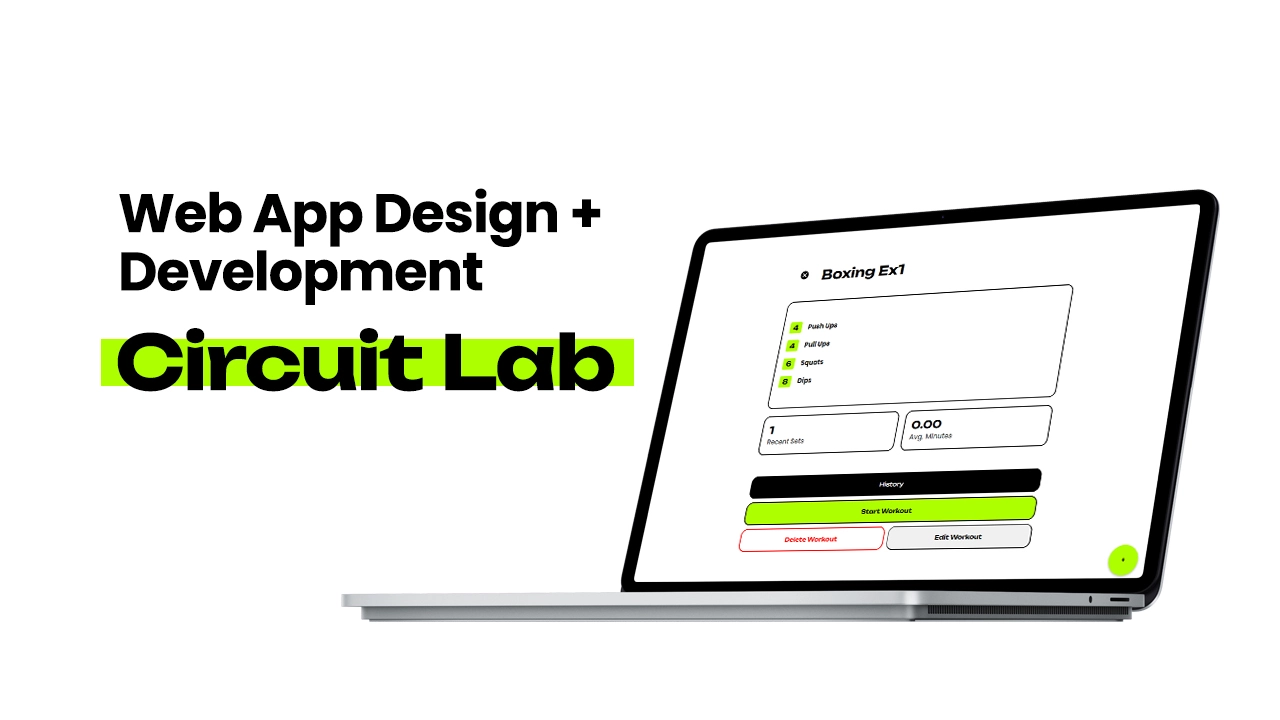 Web App Design +
Development
Circuit Lab
Boxing Ex1
4 Push Ups
4 Pull Ups
6 Squats
8 Dips
1
Recent Sets
0.00
Avg. Minutes
History
Start Workout
Delete Workout
Edit Workout
+